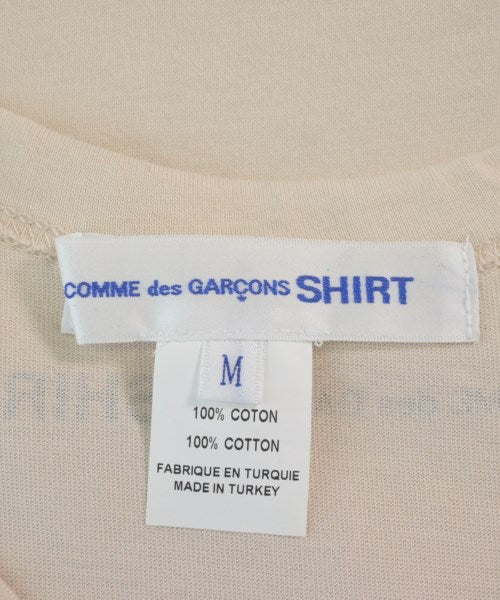 COMME des GARÇONS SHIRT
M
100% COTON
100% COTTON
FABRIQUE EN TURQUIE
MADE IN TURKEY